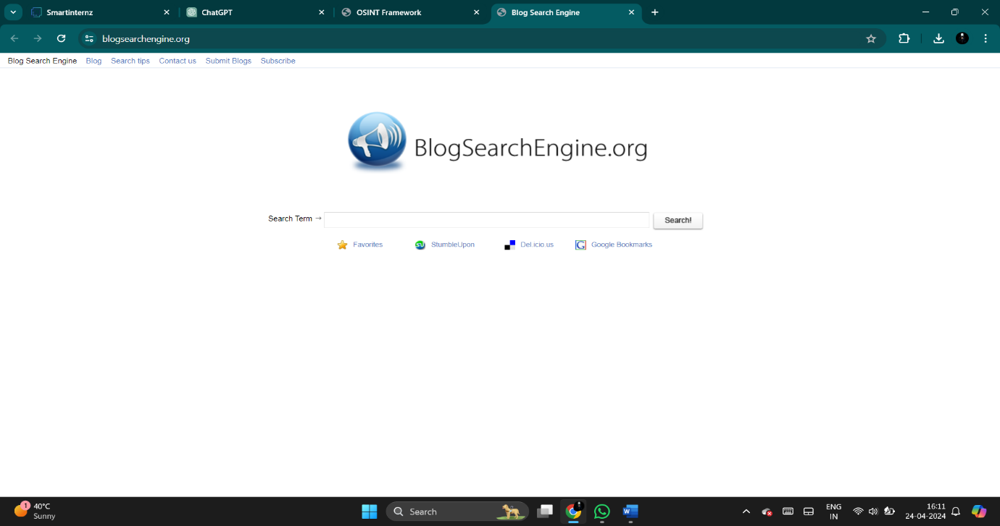 Smartinternz
ChatGPT
OSINT Framework
Blog Search Engine
blogsearchengine.org
Blog Search Engine Blog Search tips Contact us Submit Blogs Subscribe
BlogSearchEngine.org
Search Term → Search!
Favorites StumbleUpon Del.icio.us Google Bookmarks
1 40°C
Sunny
Search
ENG
IN
16:11
24-04-2024